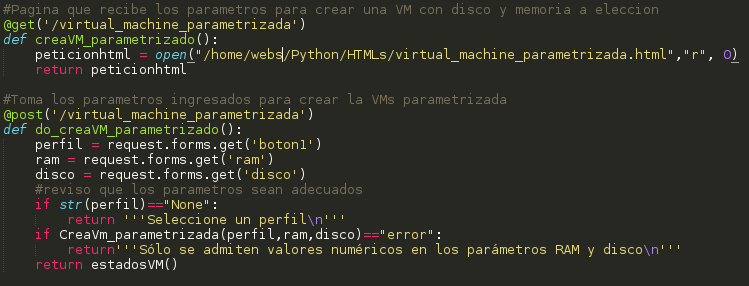 #Pagina que recibe los parametros para crear una VM con disco y memoria a eleccion
@get('/virtual_machine_parametrizada')
def creaVM_parametrizado():
    peticionhtml = open("/home/webs/Python/HTMLs/virtual_machine_parametrizada.html","r", 0)
    return peticionhtml

#Toma los parametros ingresados para crear la VMs parametrizada
@post('/virtual_machine_parametrizada')
def do_creaVM_parametrizado():
    perfil = request.forms.get('boton1')
    ram = request.forms.get('ram')
    disco = request.forms.get('disco')
    #reviso que los parametros sean adecuados
    if str(perfil)=="None":
        return '''Seleccione un perfil\n'''
    if CreaVm_parametrizada(perfil,ram,disco)=="error":
        return'''Sólo se admiten valores numéricos en los parámetros RAM y disco\n'''
    return estadosVM()